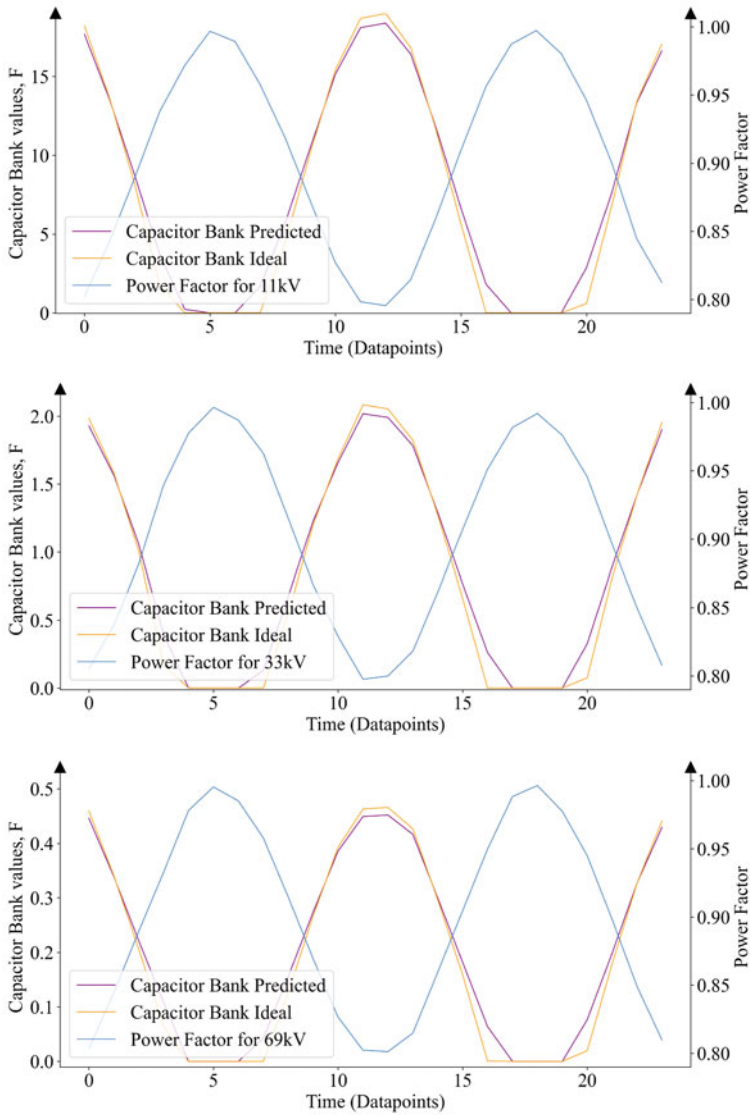 Capacitor Bank values, F
15
10
5
0
Capacitor Bank Predicted
Capacitor Bank Ideal
Power Factor for 11kV
1.00
0.95
0.90
0.85
0.80
Power Factor
0 5 10 15 20
Time (Datapoints)
Capacitor Bank values, F
2.0
1.5
1.0
0.5
0.0
Capacitor Bank Predicted
Capacitor Bank Ideal
Power Factor for 33kV
1.00
0.95
0.90
0.85
0.80
Power Factor
0 5 10 15 20
Time (Datapoints)
Capacitor Bank values, F
0.5
0.4
0.3
0.2
0.1
0.0
Capacitor Bank Predicted
Capacitor Bank Ideal
Power Factor for 69kV
1.00
0.95
0.90
0.85
0.80
Power Factor
0 5 10 15 20
Time (Datapoints)